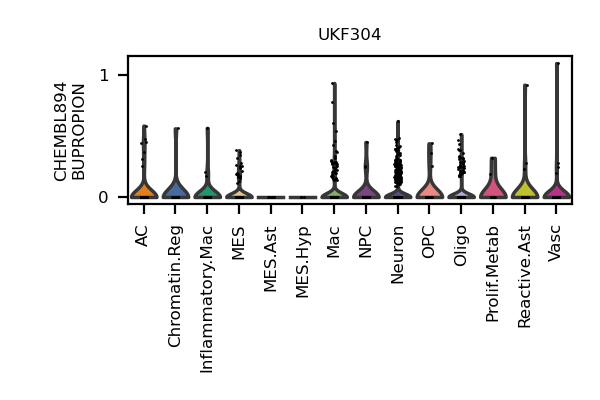 UKF304
CHEMBL894
BUPROPION
1
0
AC
Chromatin.Reg
Inflammatory.Mac
MES
MES.Ast
MES.Hyp
Mac
NPC
Neuron
OPC
Oligo
Prolif.Metab
Reactive.Ast
Vasc